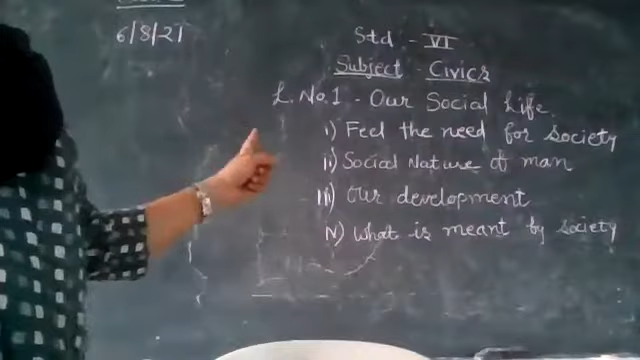 6/8/21
Std - VI
Subject - Civics
L. No. 1 - Our Social Life.
i) Feel the need for society
ii) Social Nature of man
iii) Our development
iv) What is meant by society